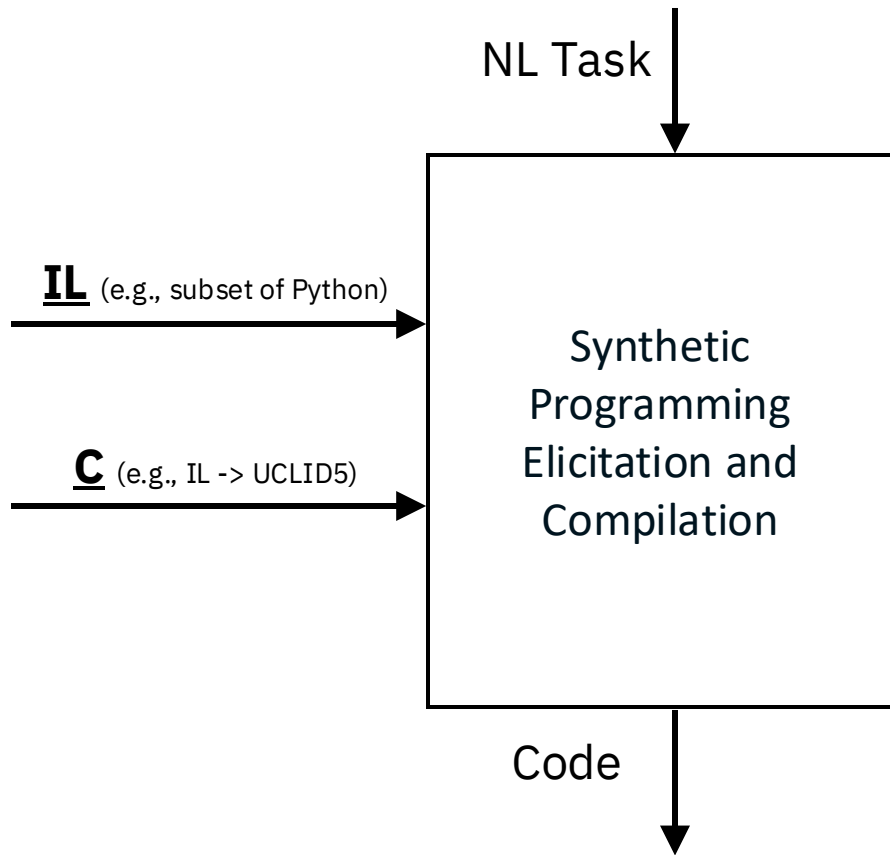 NL Task
IL (e.g., subset of Python)
C (e.g., IL -> UCLID5)
Synthetic
Programming
Elicitation and
Compilation
Code